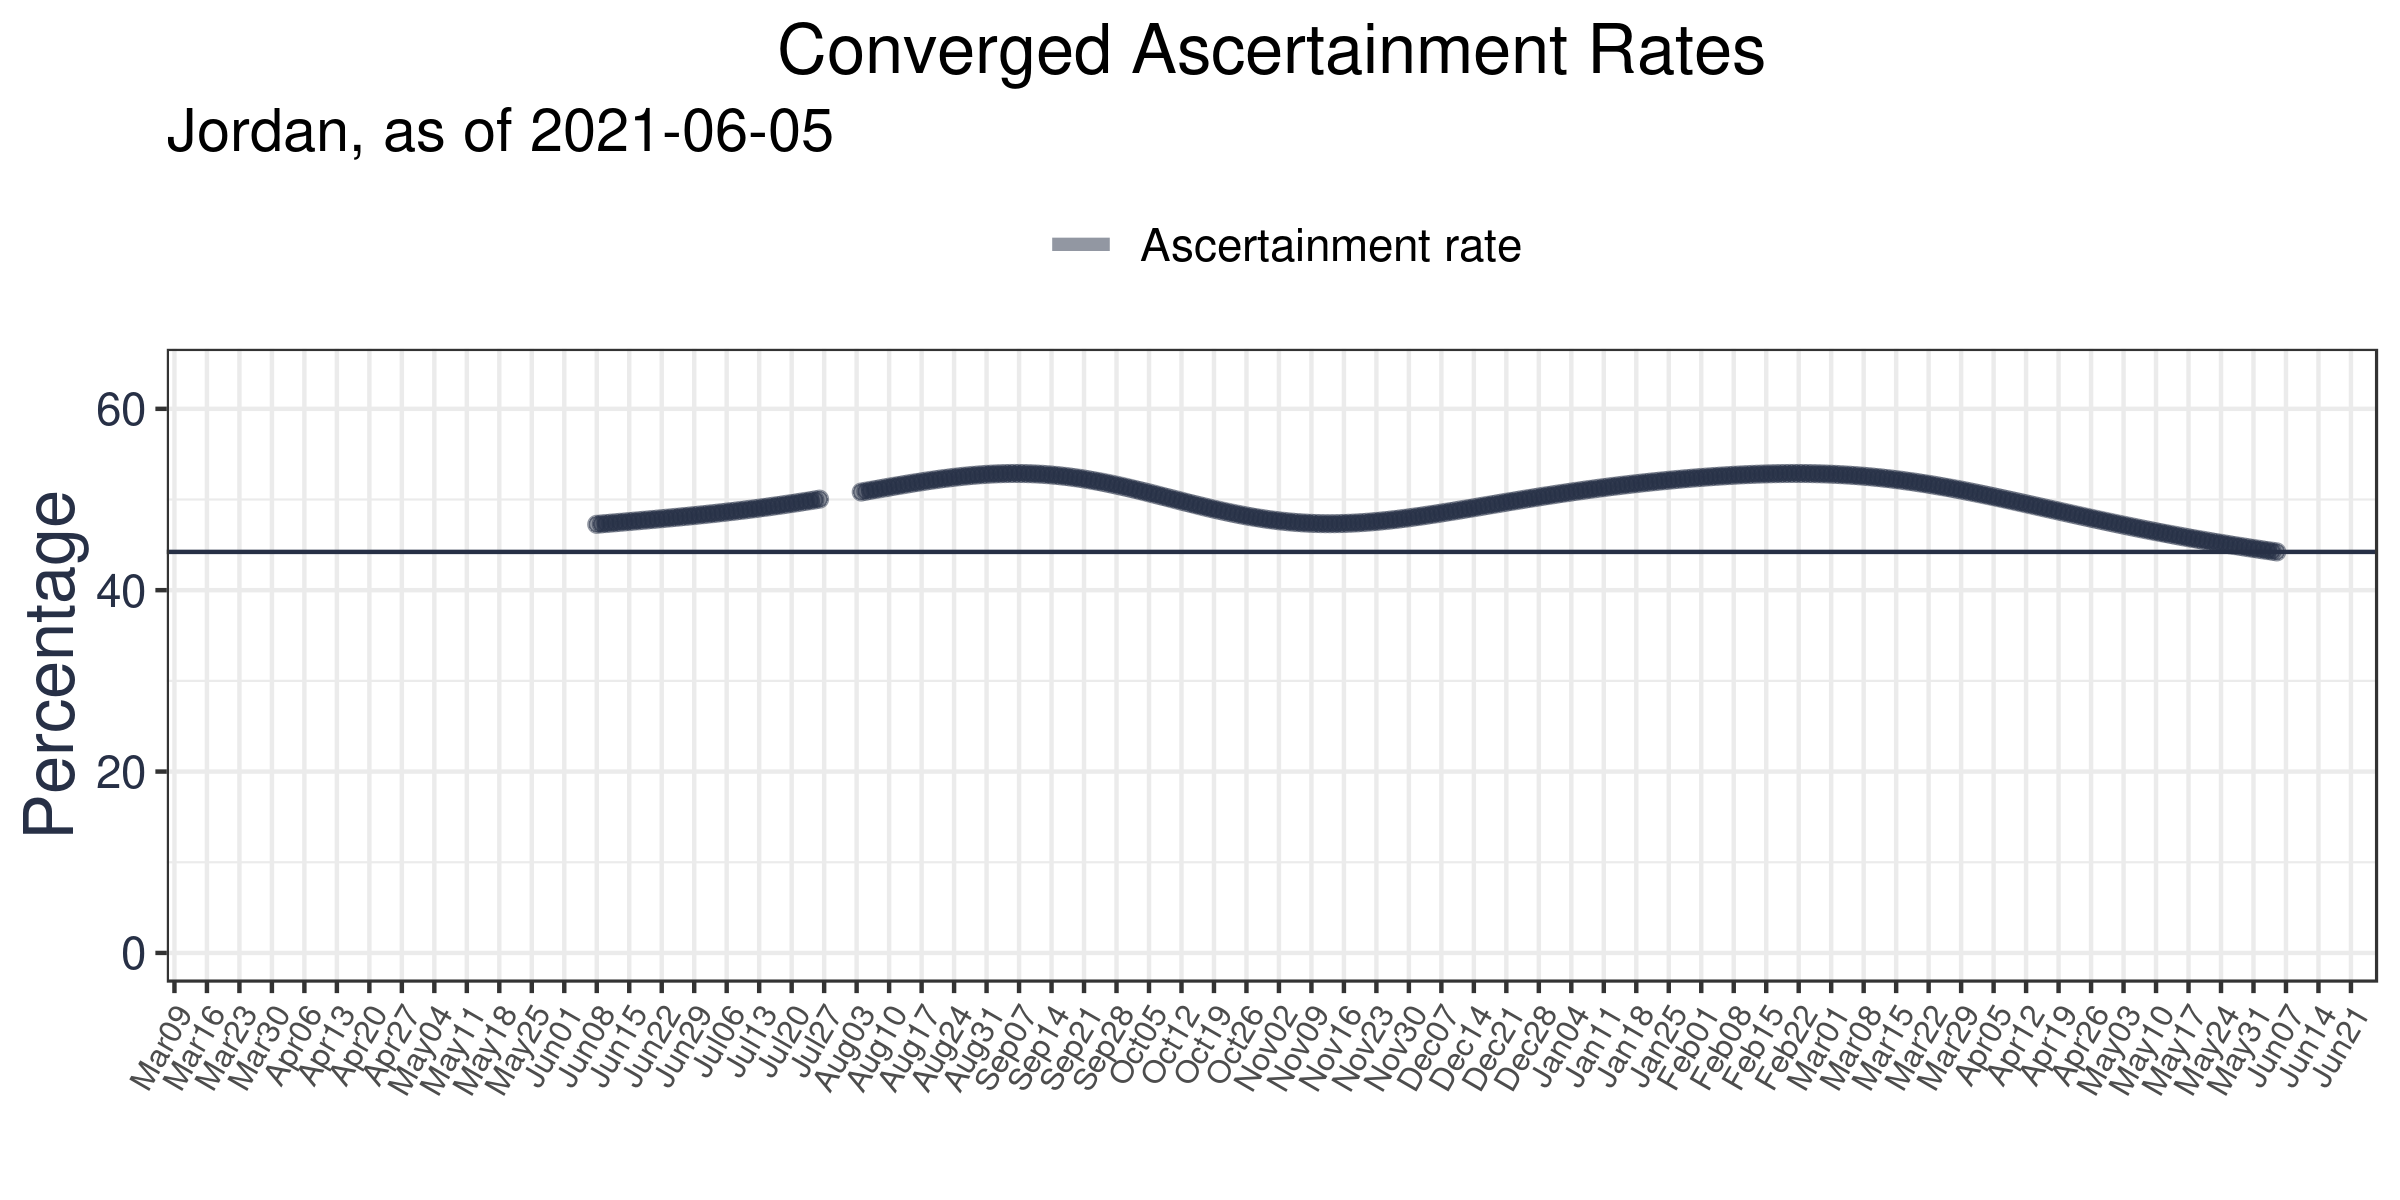 Converged Ascertainment Rates
Jordan, as of 2021-06-05
Ascertainment rate
Percentage
60
40
20
0
Mar09 Mar16 Mar23 Mar30 Apr06 Apr13 Apr20 Apr27 May04 May11 May18 May25 Jun01 Jun08 Jun15 Jun22 Jun29 Jul06 Jul13 Jul20 Jul27 Aug03 Aug10 Aug17 Aug24 Aug31 Sep07 Sep14 Sep21 Sep28 Oct05 Oct12 Oct19 Oct26 Nov02 Nov09 Nov16 Nov23 Nov30 Dec07 Dec14 Dec21 Dec28 Jan04 Jan11 Jan18 Jan25 Feb01 Feb08 Feb15 Feb22 Mar01 Mar08 Mar15 Mar22 Mar29 Apr05 Apr12 Apr19 Apr26 May03 May10 May17 May24 May31 Jun07 Jun14 Jun21